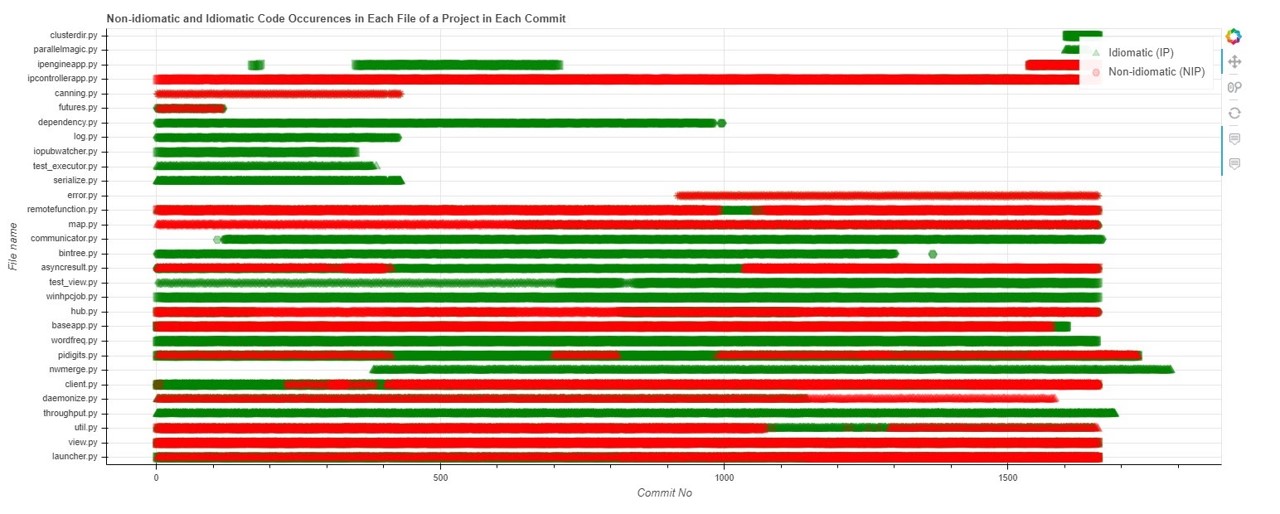 Non-idiomatic and Idiomatic Code Occurences in Each File of a Project in Each Commit
clusterdir.py
parallelmagic.py
ipengineapp.py
ipcontrollerapp.py
canning.py
futures.py
dependency.py
log.py
iopubwatcher.py
test_executor.py
serialize.py
error.py
remotefunction.py
map.py
communicator.py
bintree.py
asyncresult.py
test_view.py
winhpcjob.py
hub.py
baseapp.py
wordfreq.py
pidigits.py
nwmerge.py
client.py
daemonize.py
throughput.py
util.py
view.py
launcher.py
File name
Idiomatic (IP)
Non-idiomatic (NIP)
0 500 1000 1500
Commit No